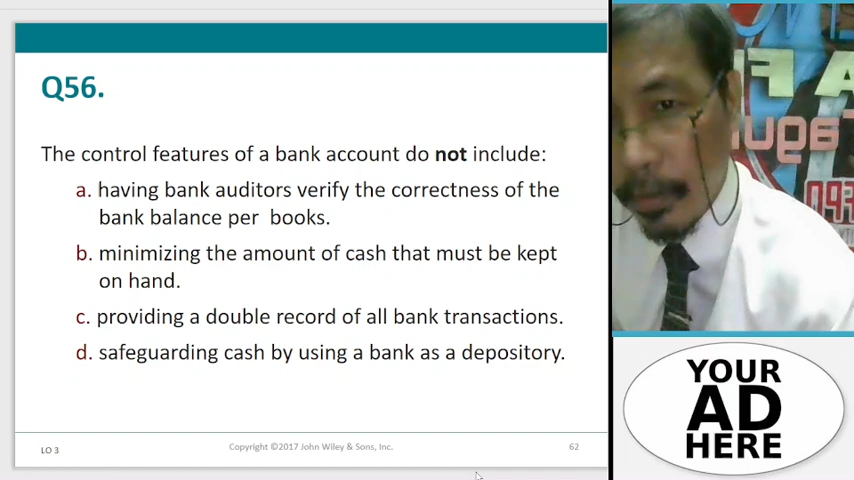 Q56.
The control features of a bank account do not include:
a. having bank auditors verify the correctness of the
bank balance per books.
b. minimizing the amount of cash that must be kept
on hand.
c. providing a double record of all bank transactions.
d. safeguarding cash by using a bank as a depository.
LO 3
Copyright ©2017 John Wiley & Sons, Inc.
62
YOUR
AD
HERE